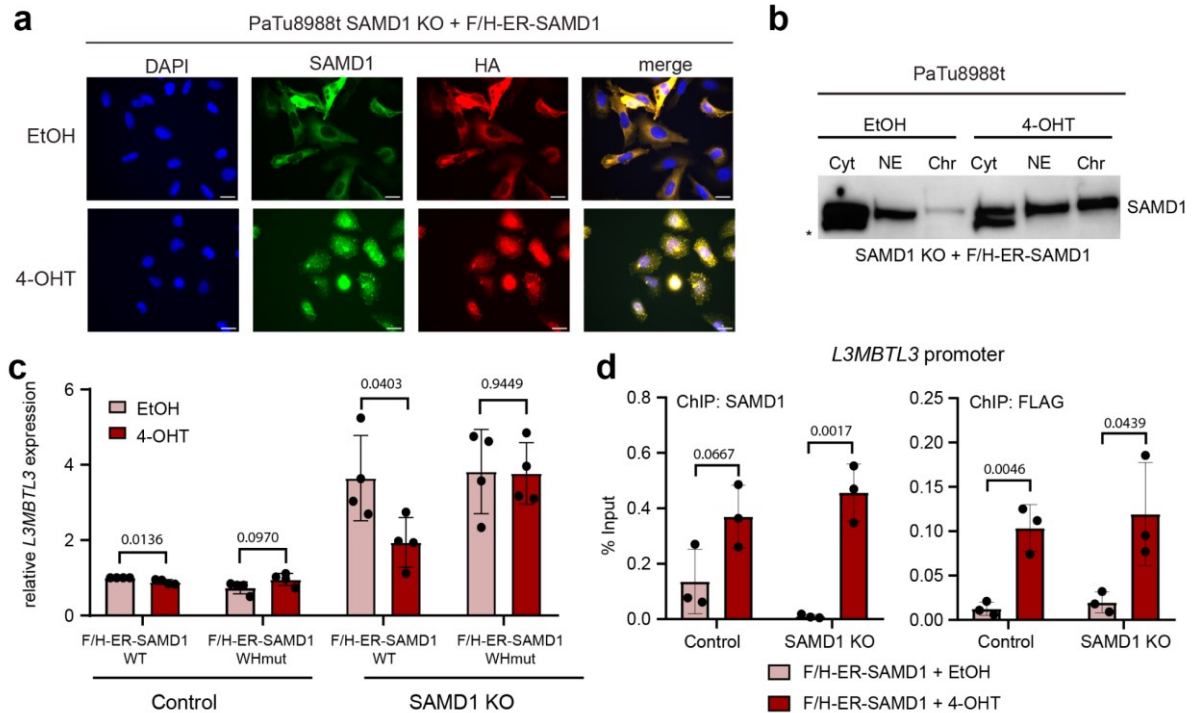 a
PaTu8988t SAMD1 KO + F/H-ER-SAMD1
DAPI SAMD1 HA merge
EtOH
4-OHT
b
PaTu8988t
EtOH 4-OHT
Cyt NE Chr Cyt NE Chr
SAMD1
*
SAMD1 KO + F/H-ER-SAMD1
c
relative L3MBTL3 expression
6
4
2
0
EtOH
4-OHT
0.0136
0.0970
0.0403
0.9449
F/H-ER-SAMD1 F/H-ER-SAMD1 F/H-ER-SAMD1 F/H-ER-SAMD1
WT WHmut WT WHmut
Control SAMD1 KO
d
L3MBTL3 promoter
% Input
0.8
0.6
0.4
0.2
0.0
ChIP: SAMD1
0.0667
0.0017
Control SAMD1 KO
0.25
0.20
0.15
0.10
0.05
0.00
ChIP: FLAG
0.0046
0.0439
Control SAMD1 KO
F/H-ER-SAMD1 + EtOH
F/H-ER-SAMD1 + 4-OHT